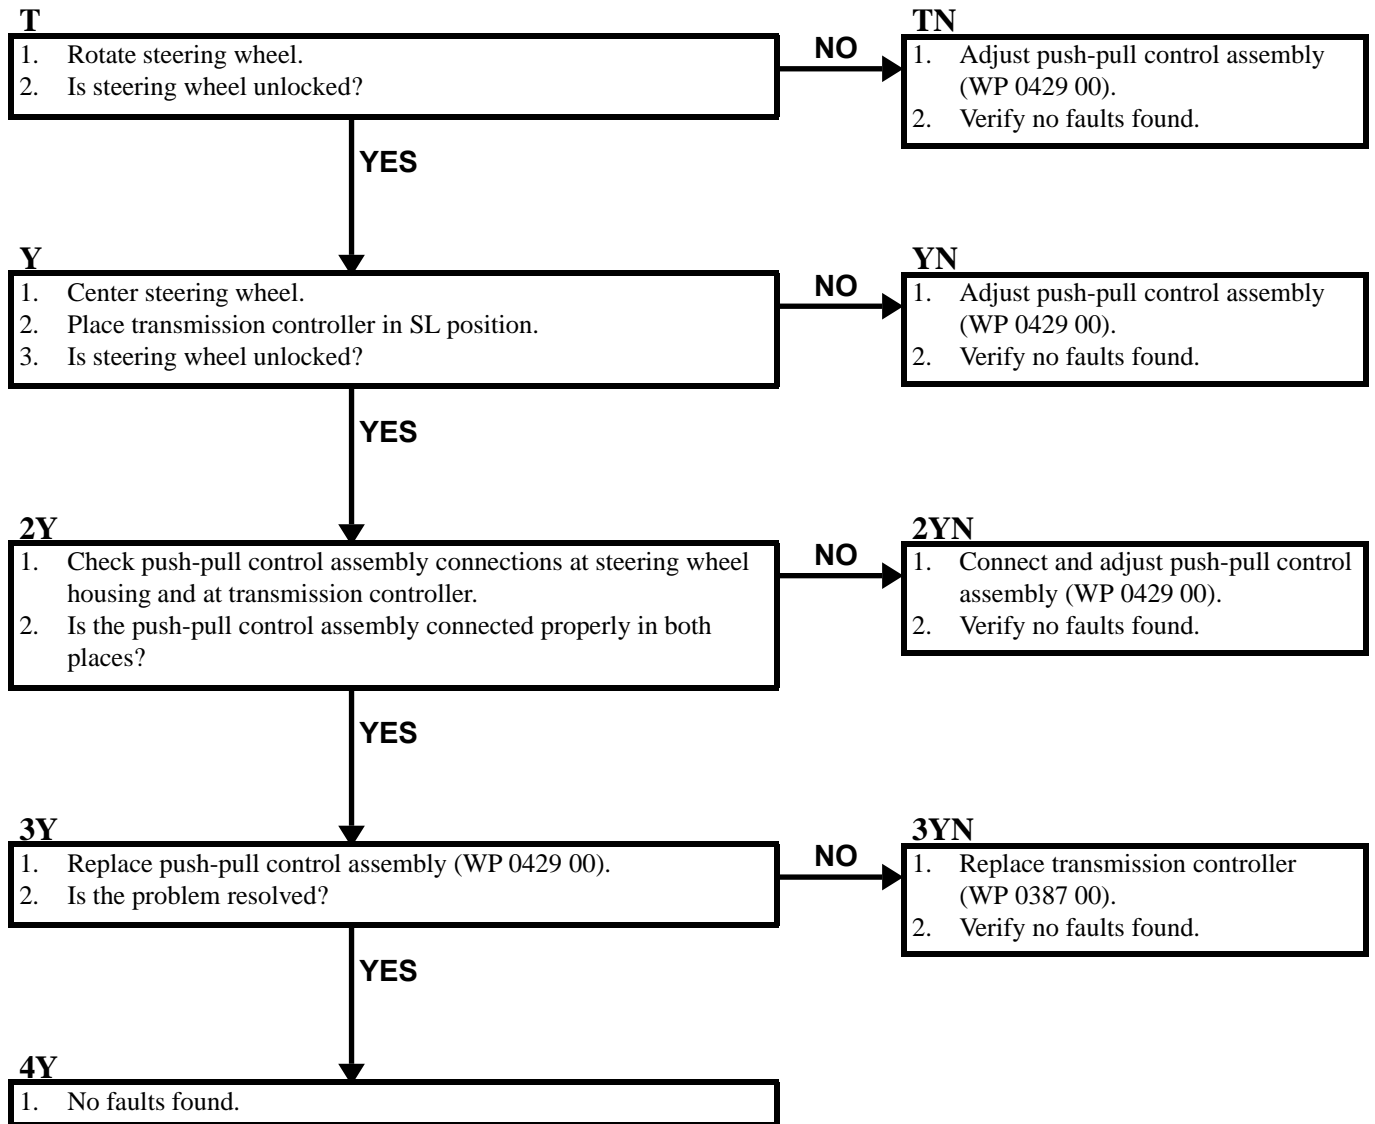 T
1. Rotate steering wheel.
2. Is steering wheel unlocked?
NO
TN
1. Adjust push-pull control assembly
(WP 0429 00).
2. Verify no faults found.
YES
Y
1. Center steering wheel.
2. Place transmission controller in SL position.
3. Is steering wheel unlocked?
NO
YN
1. Adjust push-pull control assembly
(WP 0429 00).
2. Verify no faults found.
YES
2Y
1. Check push-pull control assembly connections at steering wheel
housing and at transmission controller.
2. Is the push-pull control assembly connected properly in both
places?
NO
2YN
1. Connect and adjust push-pull control
assembly (WP 0429 00).
2. Verify no faults found.
YES
3Y
1. Replace push-pull control assembly (WP 0429 00).
2. Is the problem resolved?
NO
3YN
1. Replace transmission controller
(WP 0387 00).
2. Verify no faults found.
YES
4Y
1. No faults found.